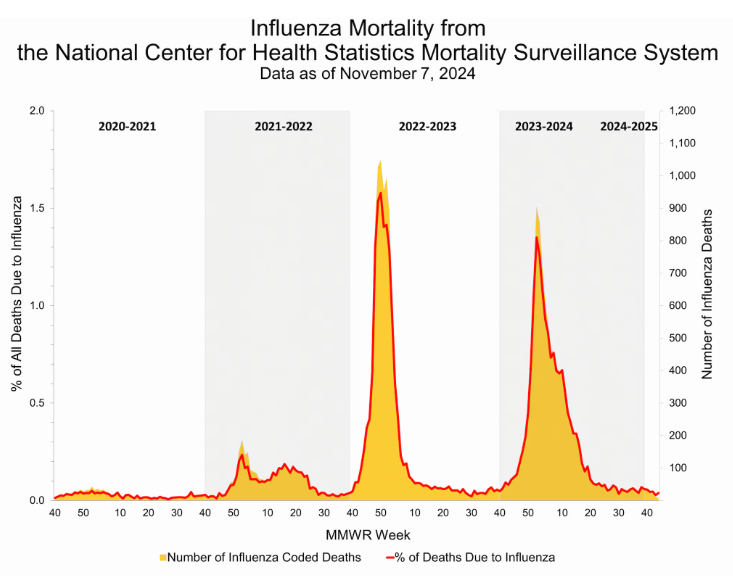 Influenza Mortality from
the National Center for Health Statistics Mortality Surveillance System
Data as of November 7, 2024
2.0
1.5
1.0
0.5
0.0
% of All Deaths Due to Influenza
2020-2021
2021-2022
2022-2023
2023-2024
2024-2025
1,200
1,100
1,000
900
800
700
600
500
400
300
200
100
Number of Influenza Deaths
40 50 10 20 30 40 50 10 20 30 40 50 10 20 30 40 50 10 20 30 40
MMWR Week
Number of Influenza Coded Deaths % of Deaths Due to Influenza